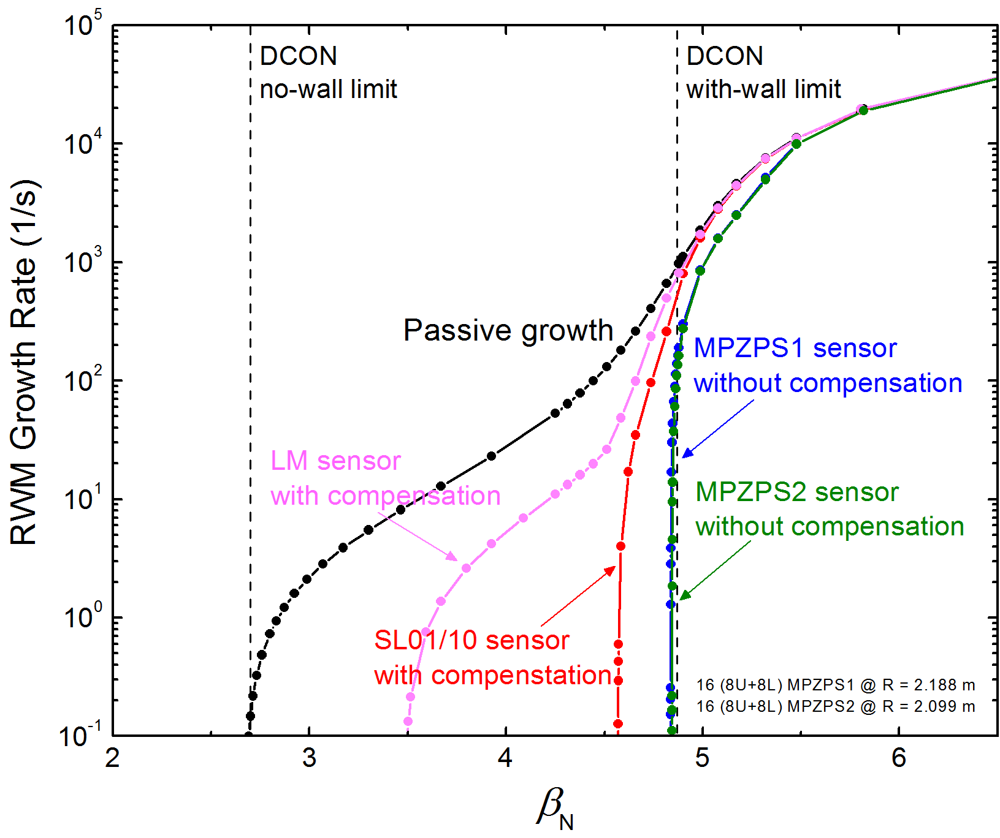 10^5
10^4
10^3
10^2
10^1
10^0
10^-1
RWM Growth Rate (1/s)
DCON
no-wall limit
DCON
with-wall limit
Passive growth
MPZPS1 sensor
without compensation
LM sensor
with compensation
MPZPS2 sensor
without compensation
SL01/10 sensor
with compenstation
16 (8U+8L) MPZPS1 @ R = 2.188 m
16 (8U+8L) MPZPS2 @ R = 2.099 m
2 3 4 5 6
β_N